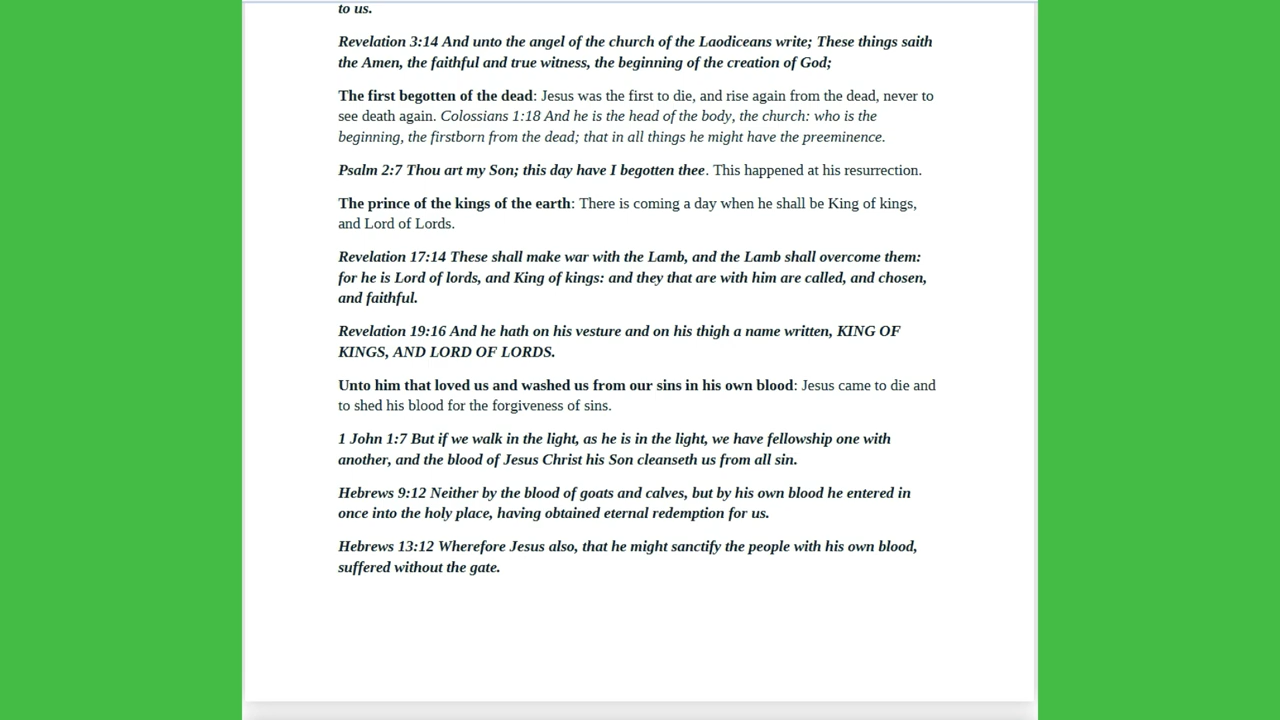 to us.
Revelation 3:14 And unto the angel of the church of the Laodiceans write; These things saith
the Amen, the faithful and true witness, the beginning of the creation of God;
The first begotten of the dead: Jesus was the first to die, and rise again from the dead, never to
see death again. Colossians 1:18 And he is the head of the body, the church: who is the
beginning, the firstborn from the dead; that in all things he might have the preeminence.
Psalm 2:7 Thou art my Son; this day have I begotten thee. This happened at his resurrection.
The prince of the kings of the earth: There is coming a day when he shall be King of kings,
and Lord of Lords.
Revelation 17:14 These shall make war with the Lamb, and the Lamb shall overcome them:
for he is Lord of lords, and King of kings: and they that are with him are called, and chosen,
and faithful.
Revelation 19:16 And he hath on his vesture and on his thigh a name written, KING OF
KINGS, AND LORD OF LORDS.
Unto him that loved us and washed us from our sins in his own blood: Jesus came to die and
to shed his blood for the forgiveness of sins.
1 John 1:7 But if we walk in the light, as he is in the light, we have fellowship one with
another, and the blood of Jesus Christ his Son cleanseth us from all sin.
Hebrews 9:12 Neither by the blood of goats and calves, but by his own blood he entered in
once into the holy place, having obtained eternal redemption for us.
Hebrews 13:12 Wherefore Jesus also, that he might sanctify the people with his own blood,
suffered without the gate.